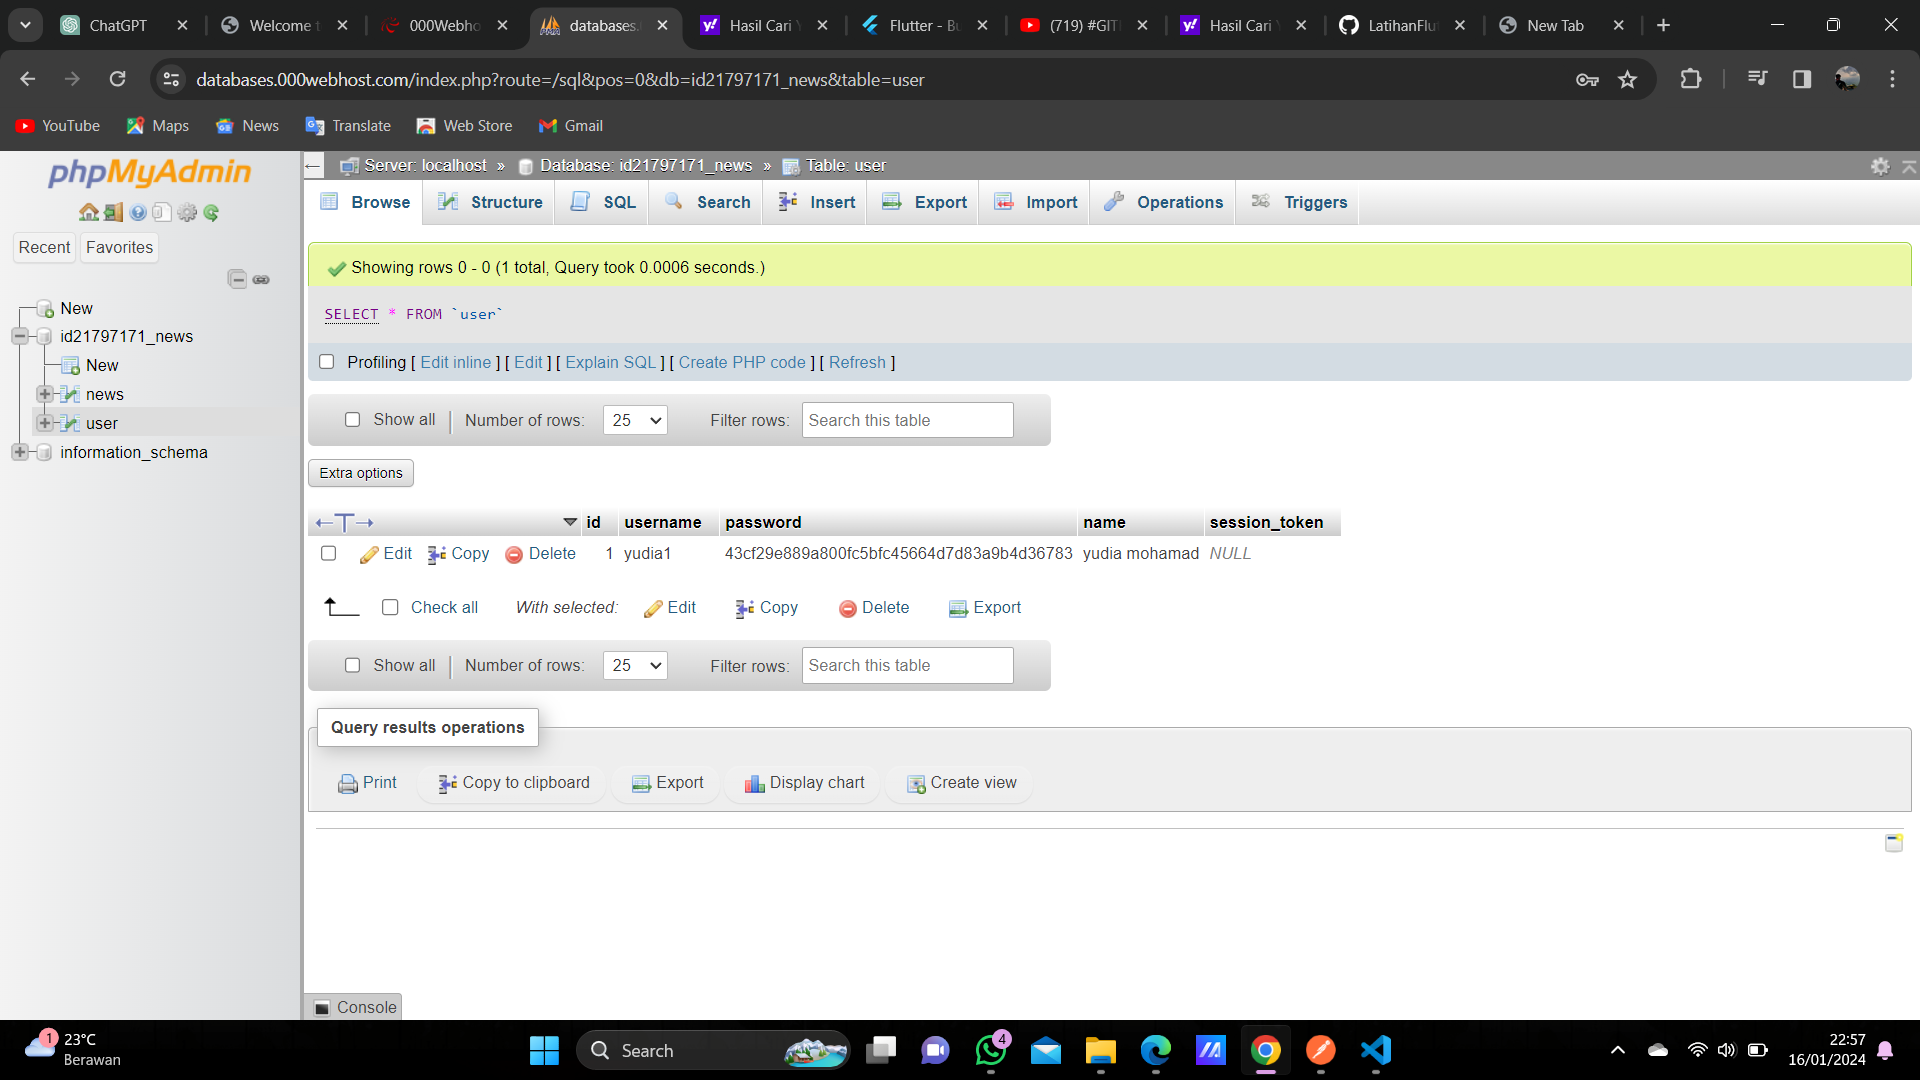 ChatGPT
Welcome t
000Webho
databases.
Hasil Cari Y
Flutter - Bu
(719) #GITH
Hasil Cari Y
LatihanFlut
New Tab
databases.000webhost.com/index.php?route=/sql&pos=0&db=id21797171_news&table=user
YouTube
Maps
News
Translate
Web Store
Gmail
phpMyAdmin
Recent
Favorites
New
id21797171_news
New
news
user
information_schema
Server: localhost » Database: id21797171_news » Table: user
Browse
Structure
SQL
Search
Insert
Export
Import
Operations
Triggers
Showing rows 0 - 0 (1 total, Query took 0.0006 seconds.)
SELECT * FROM `user`
Profiling [ Edit inline ] [ Edit ] [ Explain SQL ] [ Create PHP code ] [ Refresh ]
Show all
Number of rows: 25
Filter rows: Search this table
Extra options
id username password name session_token
Edit Copy Delete 1 yudia1 43cf29e889a800fc5bfc45664d7d83a9b4d36783 yudia mohamad NULL
Check all With selected: Edit Copy Delete Export
Show all
Number of rows: 25
Filter rows: Search this table
Query results operations
Print
Copy to clipboard
Export
Display chart
Create view
Console
1
23°C
Berawan
Search
4
22:57
16/01/2024